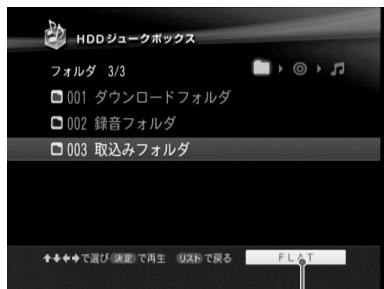 HDDジュークボックス
フォルダ 3/3
001 ダウンロードフォルダ
002 録音フォルダ
003 取込みフォルダ
で選び 決定 で再生 リスト で戻る
FLAT